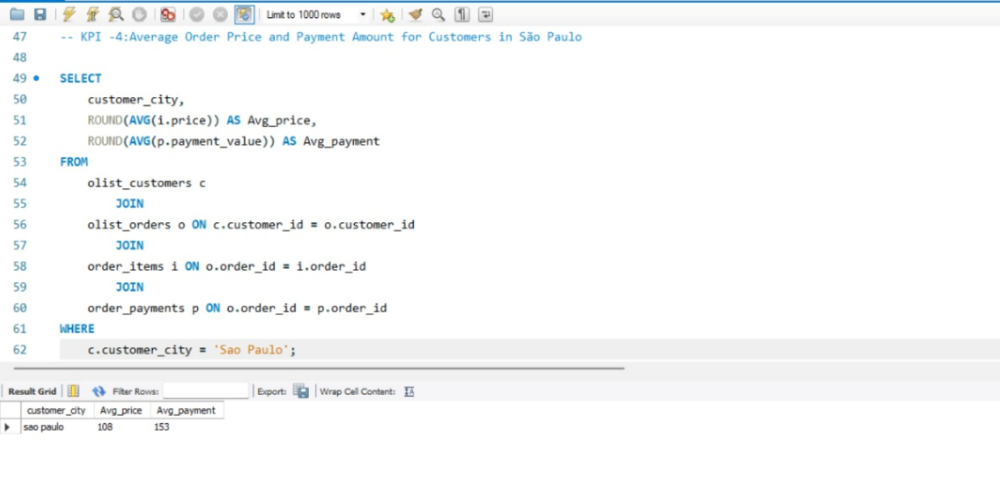 Limit to 1000 rows
47 -- KPI -4:Average Order Price and Payment Amount for Customers in São Paulo
48
49 SELECT
50 customer_city,
51 ROUND(AVG(i.price)) AS Avg_price,
52 ROUND(AVG(p.payment_value)) AS Avg_payment
53 FROM
54 olist_customers c
55 JOIN
56 olist_orders o ON c.customer_id = o.customer_id
57 JOIN
58 order_items i ON o.order_id = i.order_id
59 JOIN
60 order_payments p ON o.order_id = p.order_id
61 WHERE
62 c.customer_city = 'Sao Paulo';
Result Grid Filter Rows: Export: Wrap Cell Content:
customer_city Avg_price Avg_payment
sao paulo 108 153